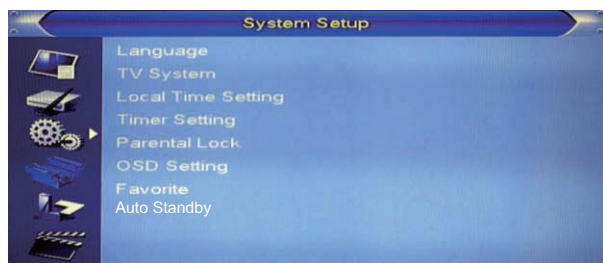 System Setup
Language
TV System
Local Time Setting
Timer Setting
Parental Lock
OSD Setting
Favorite
Auto Standby